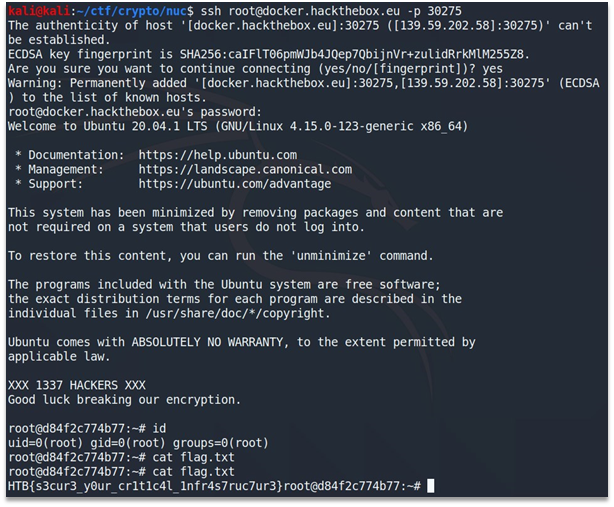 kali@kali:~/ctf/crypto/nuc$ ssh root@docker.hackthebox.eu -p 30275
The authenticity of host '[docker.hackthebox.eu]:30275 ([139.59.202.58]:30275)' can't
be established.
ECDSA key fingerprint is SHA256:caIFlT06pmWJb4JQep7QbijnVr+zulidRrkMlM255Z8.
Are you sure you want to continue connecting (yes/no/[fingerprint])? yes
Warning: Permanently added '[docker.hackthebox.eu]:30275,[139.59.202.58]:30275' (ECDSA
) to the list of known hosts.
root@docker.hackthebox.eu's password:
Welcome to Ubuntu 20.04.1 LTS (GNU/Linux 4.15.0-123-generic x86_64)
* Documentation:  https://help.ubuntu.com
* Management:     https://landscape.canonical.com
* Support:        https://ubuntu.com/advantage
This system has been minimized by removing packages and content that are
not required on a system that users do not log into.
To restore this content, you can run the 'unminimize' command.
The programs included with the Ubuntu system are free software;
the exact distribution terms for each program are described in the
individual files in /usr/share/doc/*/copyright.
Ubuntu comes with ABSOLUTELY NO WARRANTY, to the extent permitted by
applicable law.
XXX 1337 HACKERS XXX
Good luck breaking our encryption.
root@d84f2c774b77:~# id
uid=0(root) gid=0(root) groups=0(root)
root@d84f2c774b77:~# cat flag.txt
root@d84f2c774b77:~# cat flag.txt
HTB{s3cur3_y0ur_cr1t1c4l_1nfr4s7ruc7ur3}root@d84f2c774b77:~#